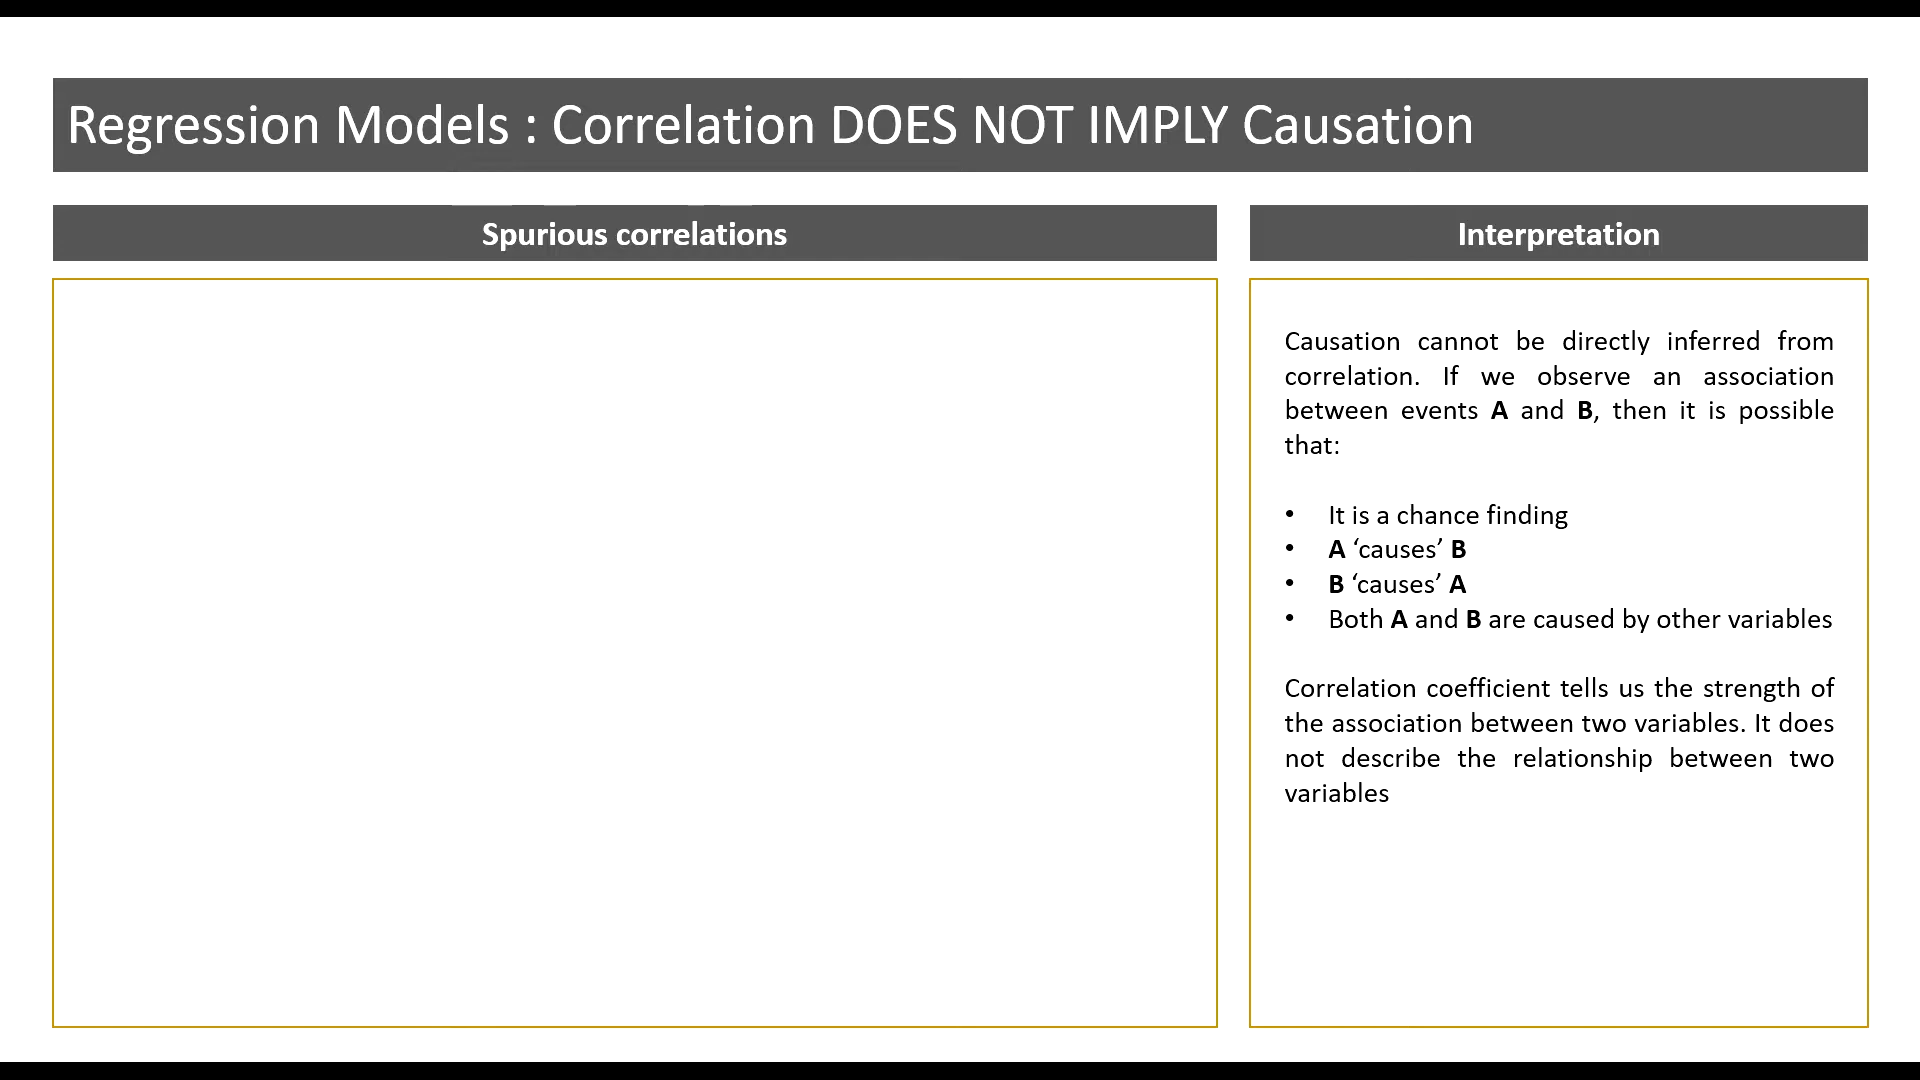 Regression Models : Correlation DOES NOT IMPLY Causation
Spurious correlations
Interpretation
Causation cannot be directly inferred from
correlation. If we observe an association
between events A and B, then it is possible
that:
• It is a chance finding
• A ‘causes’ B
• B ‘causes’ A
• Both A and B are caused by other variables
Correlation coefficient tells us the strength of
the association between two variables. It does
not describe the relationship between two
variables